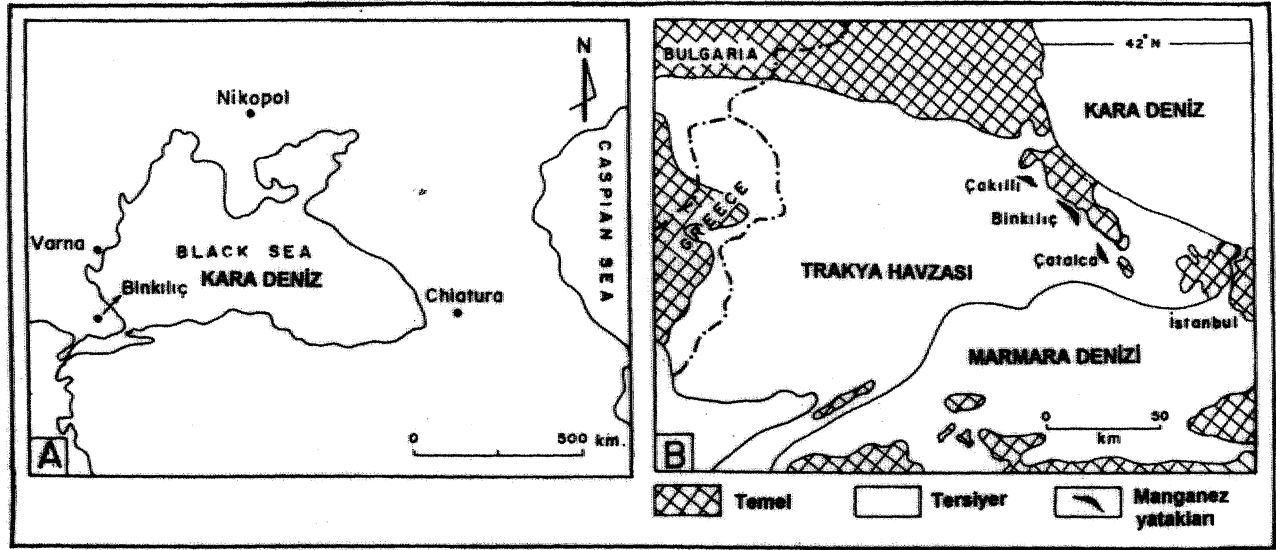 N
Nikopol
CASPIAN SEA
Varna
BLACK SEA
KARA DENİZ
Binkılıç
Chiatura
0 500 km.
A
BULGARIA
42°N
KARA DENİZ
Çakıllı
GREECE
Binkılıç
Çatalca
TRAKYA HAVZASI
İstanbul
MARMARA DENİZİ
0 50
km
B
Temel
Tersiyer
Manganez
yatakları